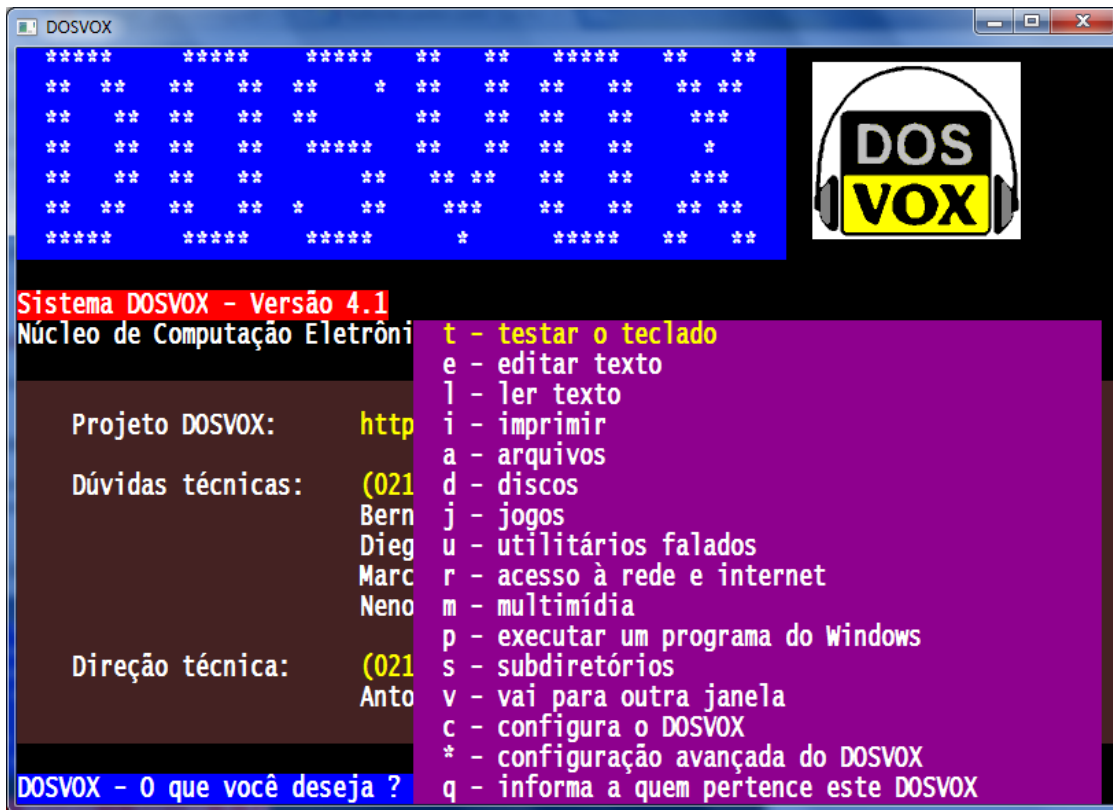 DOSVOX
DOS
VOX
Sistema DOSVOX - Versão 4.1
Núcleo de Computação Eletrôni
Projeto DOSVOX: http
Dúvidas técnicas: (021
Bern
Dieg
Marc
Neno
Direção técnica: (021
Anto
DOSVOX - O que você deseja ?
t - testar o teclado
e - editar texto
l - ler texto
i - imprimir
a - arquivos
d - discos
j - jogos
u - utilitários falados
r - acesso à rede e internet
m - multimídia
p - executar um programa do Windows
s - subdiretórios
v - vai para outra janela
c - configura o DOSVOX
* - configuração avançada do DOSVOX
q - informa a quem pertence este DOSVOX